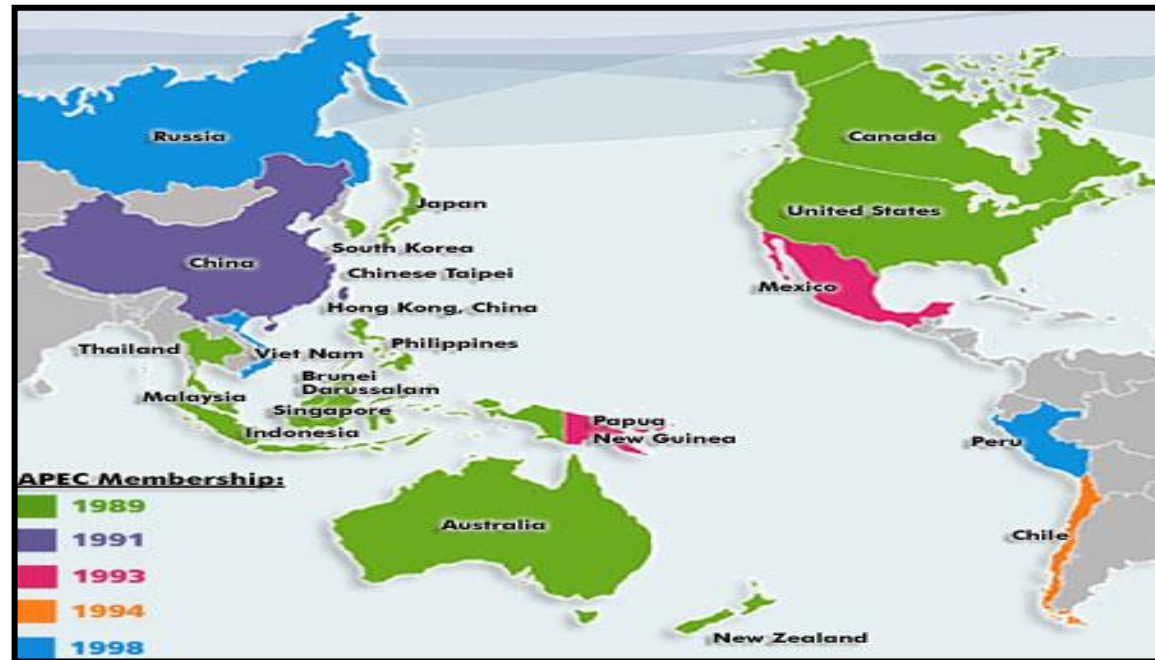 Russia
Canada
Japan
United States
South Korea
China
Chinese Taipei
Mexico
Hong Kong, China
Philippines
Thailand
Viet Nam
Brunei
Darussalam
Malaysia
Singapore
Indonesia
Papua
New Guinea
Peru
APEC Membership:
1989
1991
1993
1994
1998
Australia
Chile
New Zealand